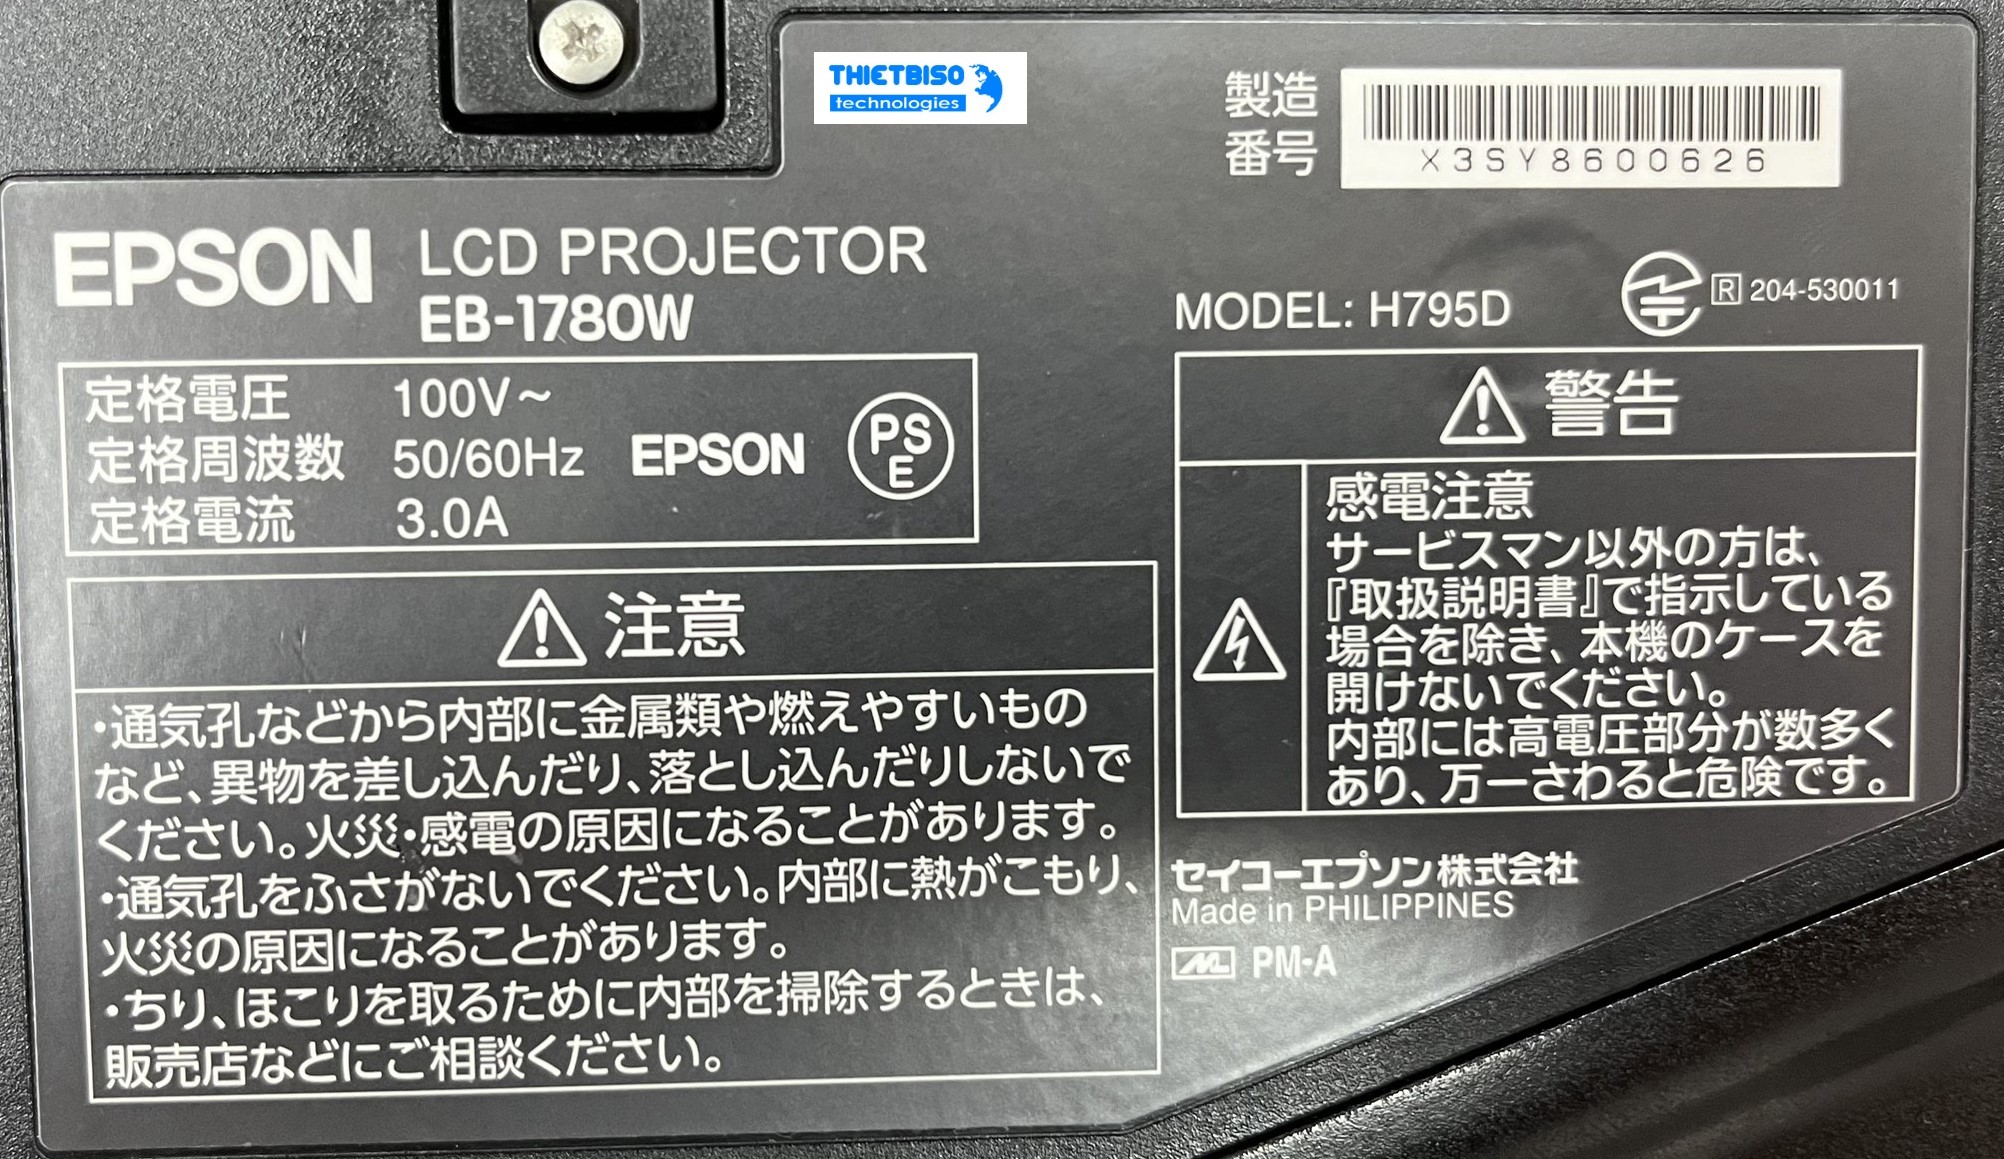 THIETBISO
technologies
製造
番号
X3SY8600626
EPSON
LCD PROJECTOR
EB-1780W
MODEL: H795D
R 204-530011
定格電圧 100V～
定格周波数 50/60Hz
定格電流 3.0A
EPSON
PS
E
注意
・通気孔などから内部に金属類や燃えやすいもの
など、異物を差し込んだり、落とし込んだりしないで
ください。火災・感電の原因になることがあります。
・通気孔をふさがないでください。内部に熱がこもり、
火災の原因になることがあります。
・ちり、ほこりを取るために内部を掃除するときは、
販売店などにご相談ください。
警告
感電注意
サービスマン以外の方は、
『取扱説明書』で指示している
場合を除き、本機のケースを
開けないでください。
内部には高電圧部分が数多く
あり、万一さわると危険です。
セイコーエプソン株式会社
Made in PHILIPPINES
PM-A